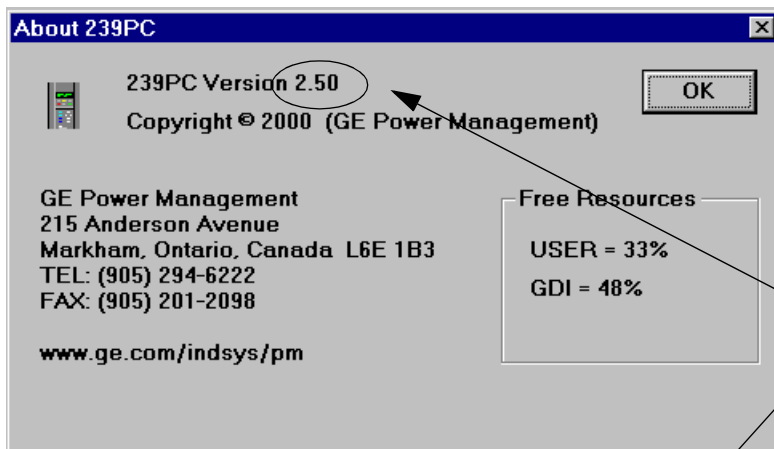 About 239PC
239PC Version 2.50
Copyright © 2000 (GE Power Management)
OK
GE Power Management
215 Anderson Avenue
Markham, Ontario, Canada L6E 1B3
TEL: (905) 294-6222
FAX: (905) 201-2098
www.ge.com/indsys/pm
Free Resources
USER = 33%
GDI = 48%